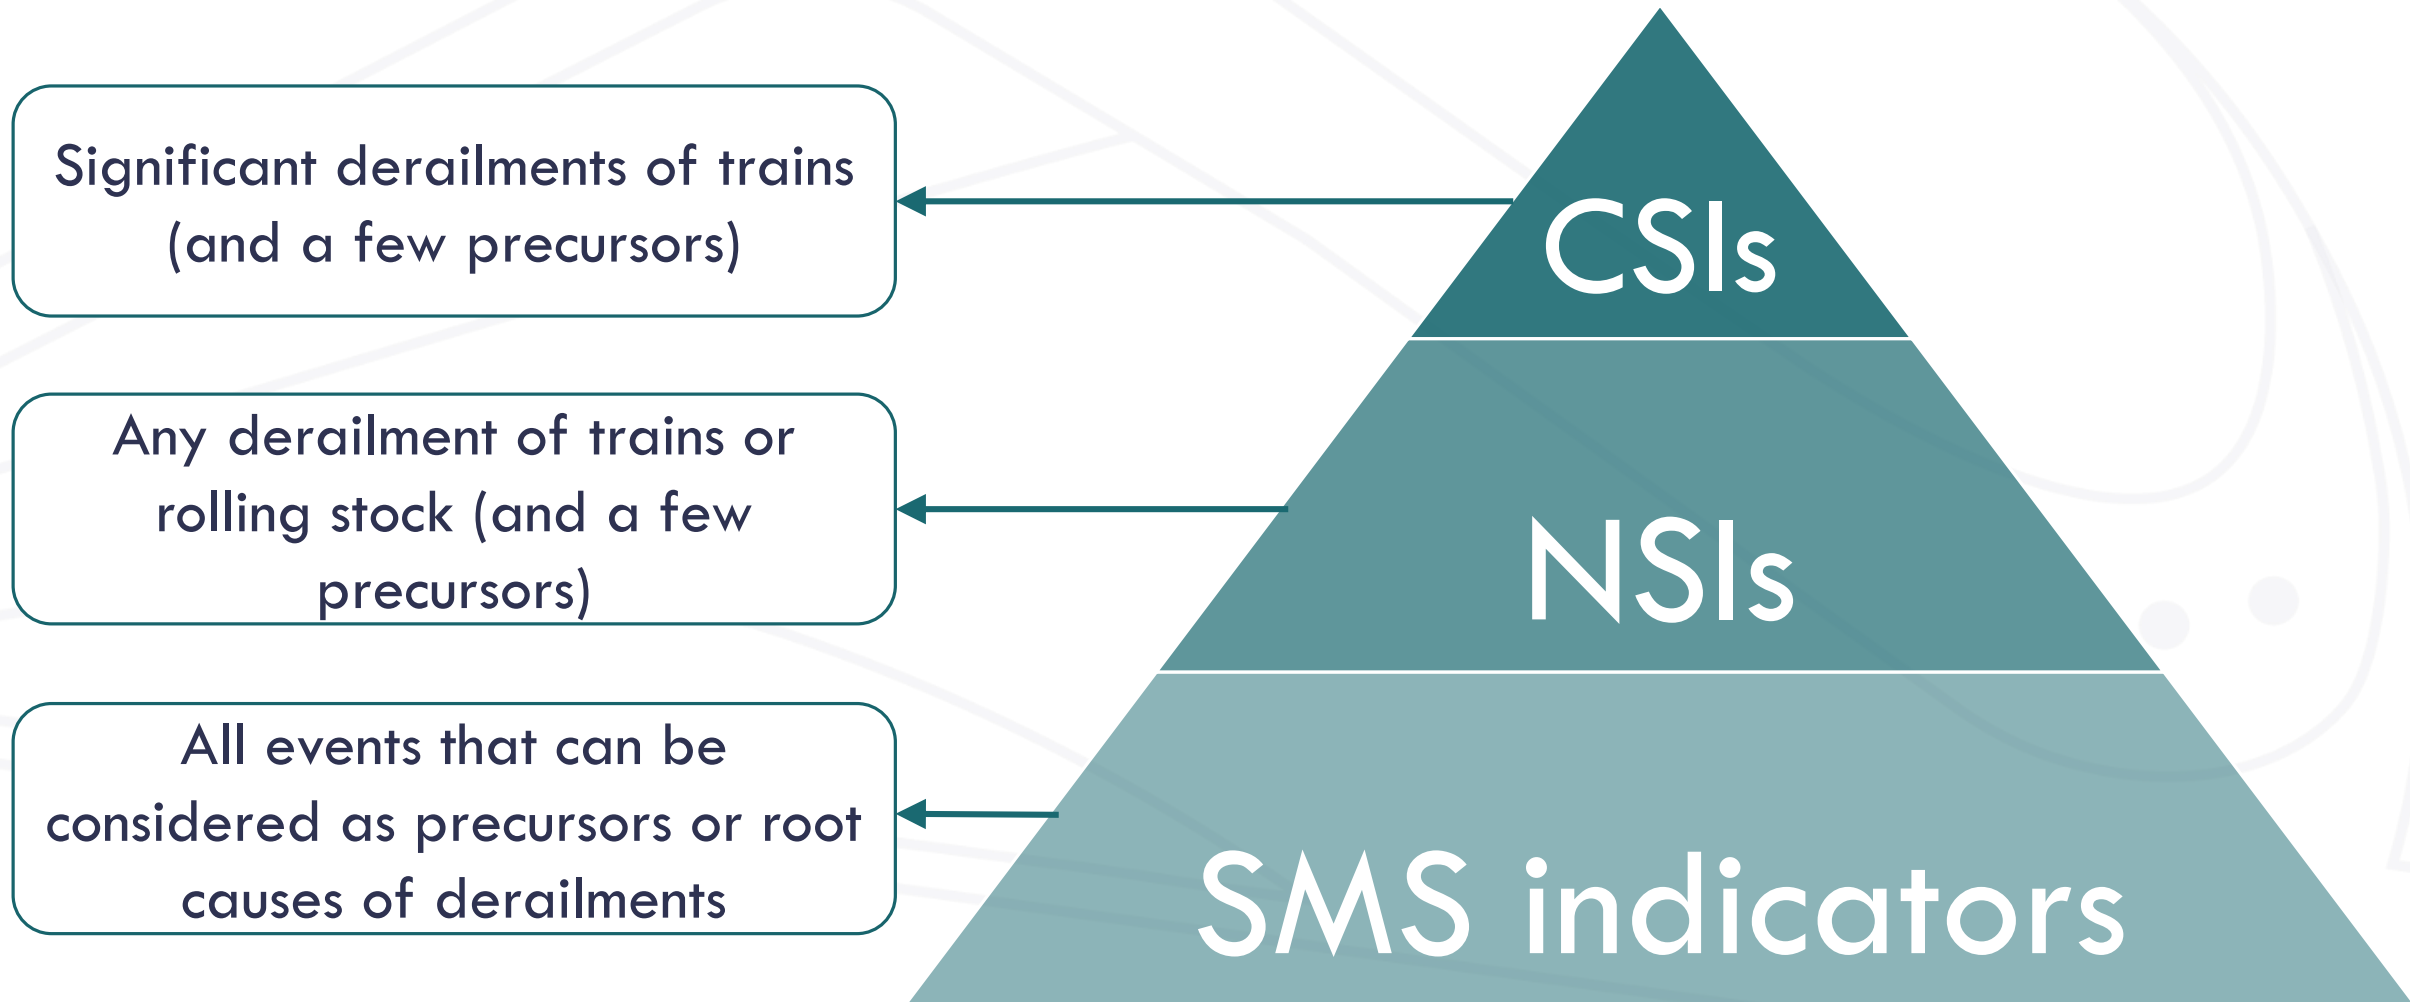 Significant derailments of trains
(and a few precursors)
CSIs
Any derailment of trains or
rolling stock (and a few
precursors)
NSIs
All events that can be
considered as precursors or root
causes of derailments
SMS indicators